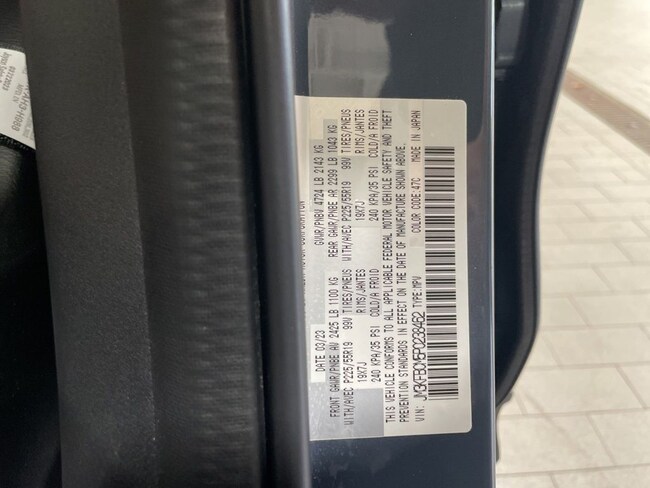 DATE 03/23
GVWR/PNBV 4724 LB 2143 KG
FRONT GAWR/PNBE AV 2425 LB 1100 KG
REAR GAWR/PNBE AR 2299 LB 1043 KG
WITH/AVEC P225/55R19 99V TIRES/PNEUS
WITH/AVEC P225/55R19 99V TIRES/PNEUS
19X7J RIMS/JANTES
19X7J RIMS/JANTES
240 KPA/35 PSI COLD/A FROID
240 KPA/35 PSI COLD/A FROID
THIS VEHICLE CONFORMS TO ALL APPLICABLE FEDERAL MOTOR VEHICLE SAFETY AND THEFT
PREVENTION STANDARDS IN EFFECT ON THE DATE OF MANUFACTURE SHOWN ABOVE.
VIN: TYPE:MPV COLOR CODE:47C MADE IN JAPAN